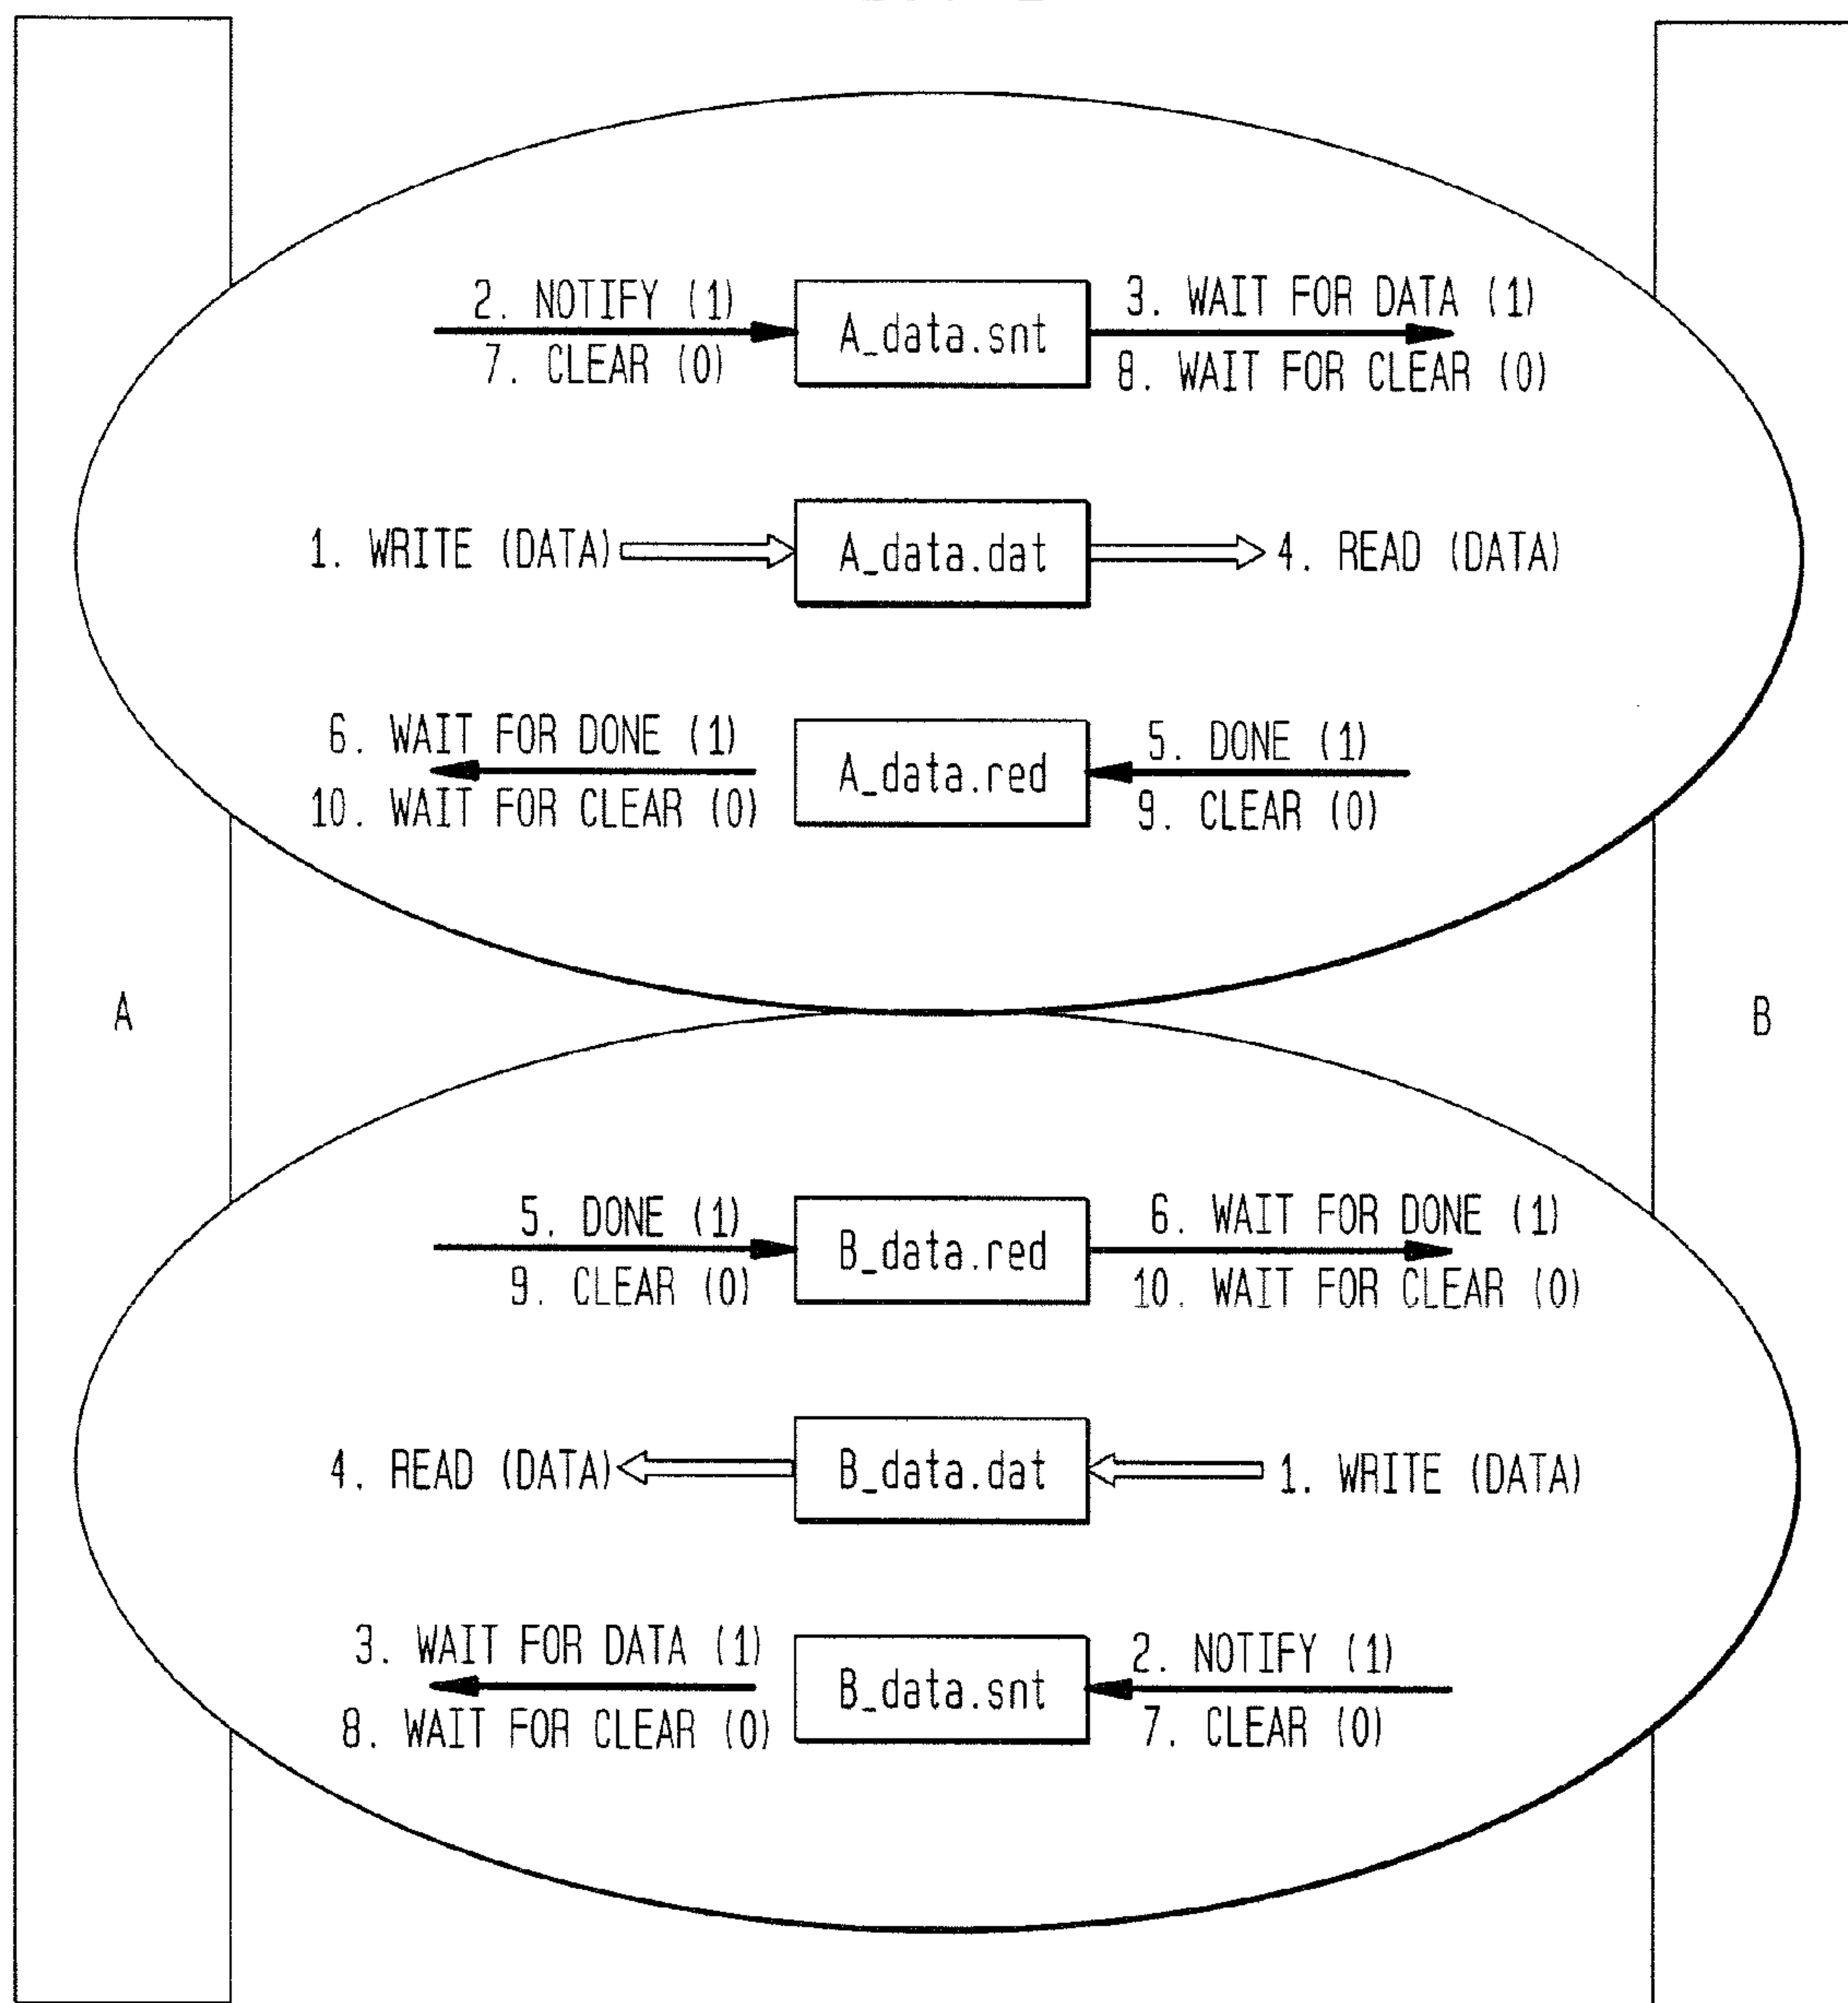 2. NOTIFY (1)
7. CLEAR (0)
A_data.snt
3. WAIT FOR DATA (1)
8. WAIT FOR CLEAR (0)
1. WRITE (DATA)
A_data.dat
4. READ (DATA)
6. WAIT FOR DONE (1)
10. WAIT FOR CLEAR (0)
A_data.red
5. DONE (1)
9. CLEAR (0)
A
B
5. DONE (1)
9. CLEAR (0)
B_data.red
6. WAIT FOR DONE (1)
10. WAIT FOR CLEAR (0)
4. READ (DATA)
B_data.dat
1. WRITE (DATA)
3. WAIT FOR DATA (1)
8. WAIT FOR CLEAR (0)
B_data.snt
2. NOTIFY (1)
7. CLEAR (0)